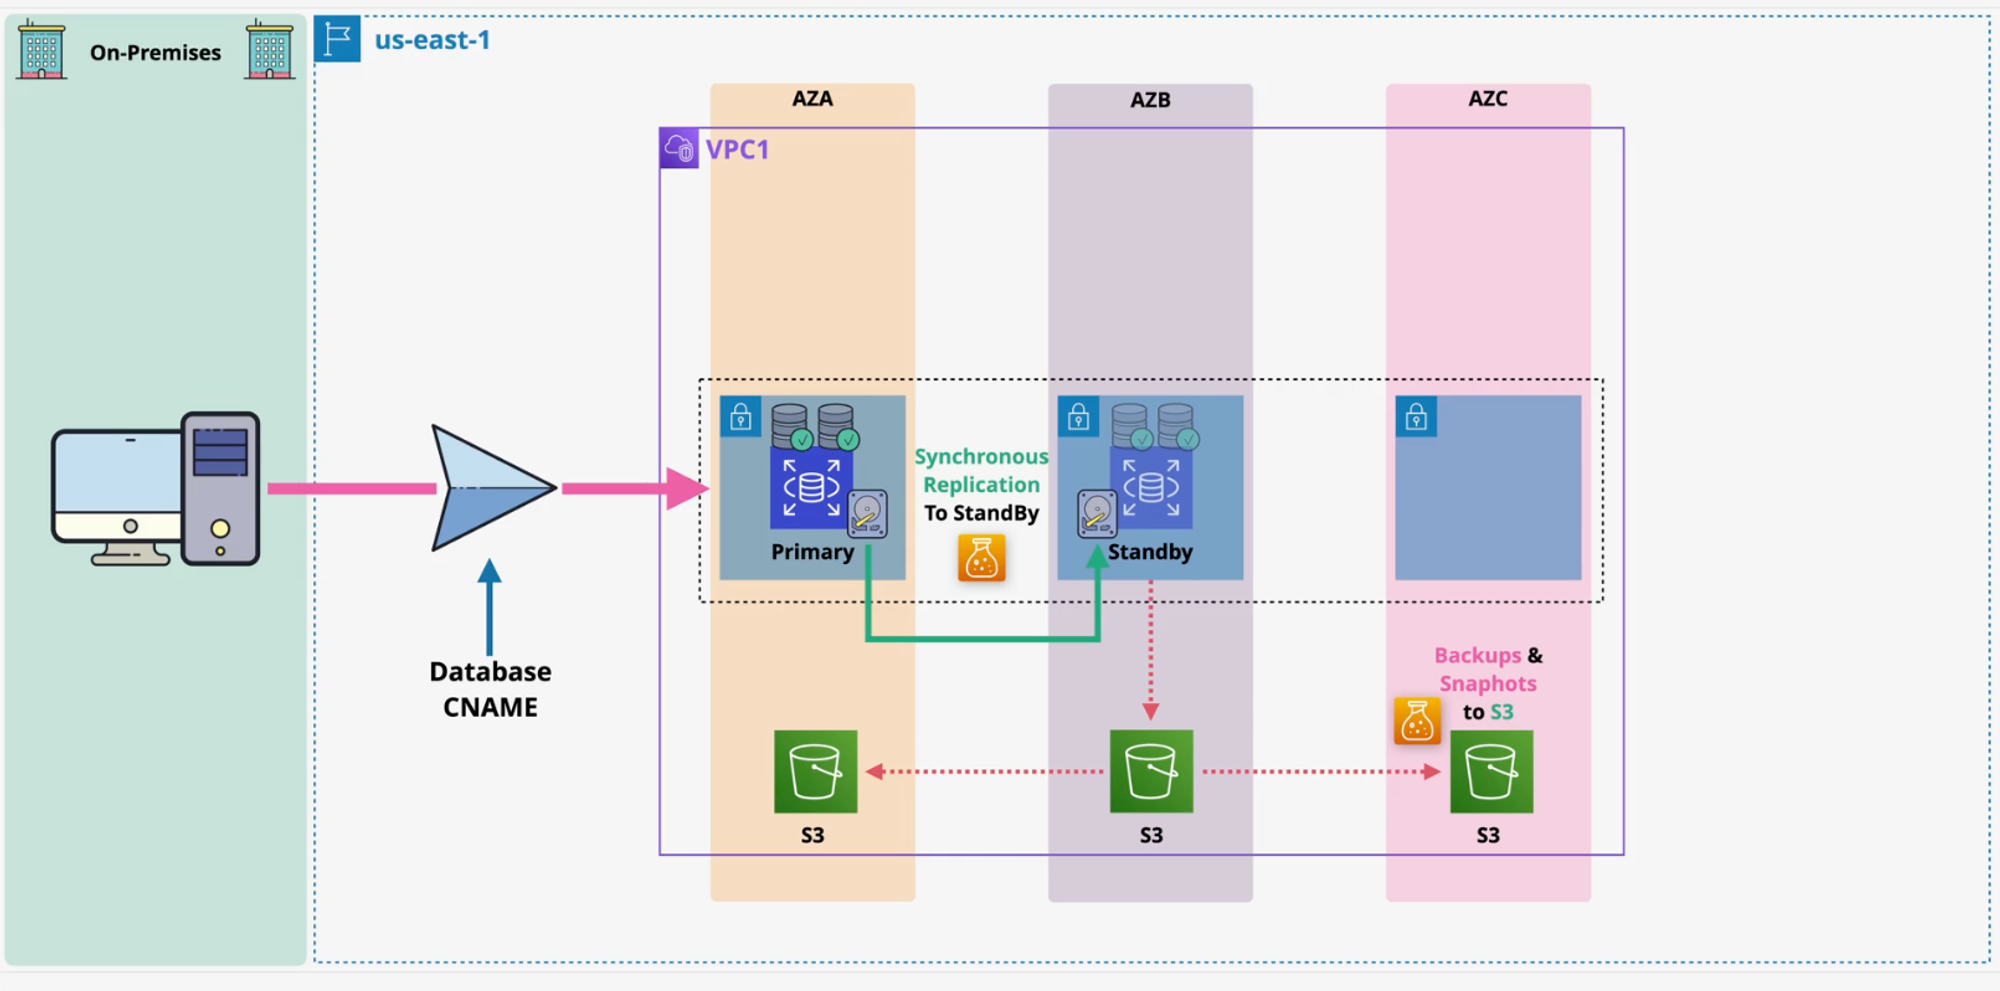 On-Premises
us-east-1
AZA
AZB
AZC
VPC1
Synchronous
Replication
To StandBy
Primary
Standby
Database
CNAME
Backups &
Snaphots
to S3
S3
S3
S3